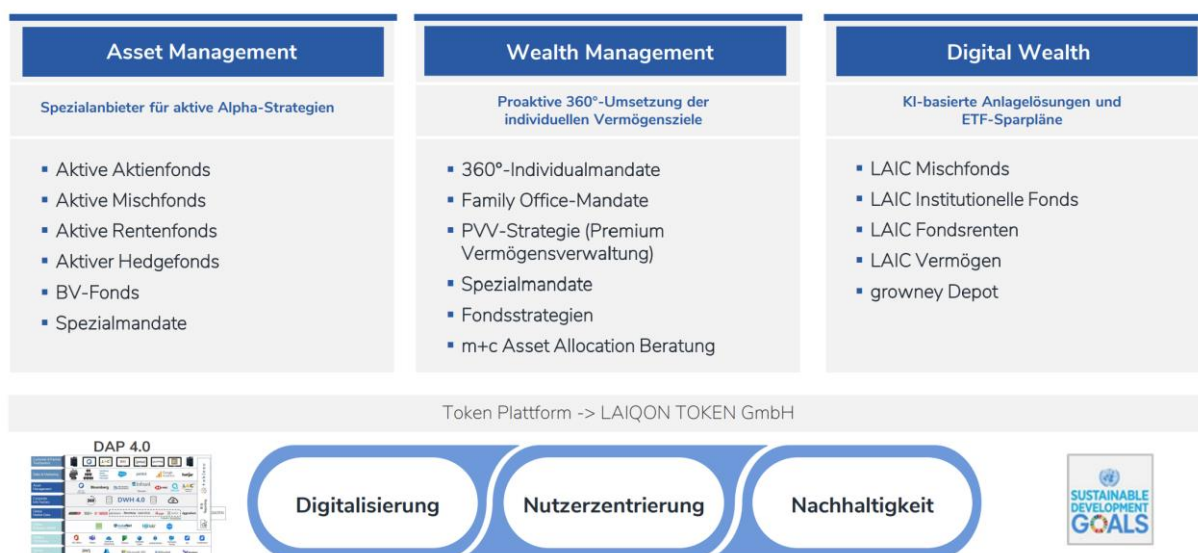 Asset Management
Spezialanbieter für aktive Alpha-Strategien
▪ Aktive Aktienfonds
▪ Aktive Mischfonds
▪ Aktive Rentenfonds
▪ Aktiver Hedgefonds
▪ BV-Fonds
▪ Spezialmandate
Wealth Management
Proaktive 360°-Umsetzung der
individuellen Vermögensziele
▪ 360°-Individualmandate
▪ Family Office-Mandate
▪ PVV-Strategie (Premium
Vermögensverwaltung)
▪ Spezialmandate
▪ Fondsstrategien
▪ m+c Asset Allocation Beratung
Digital Wealth
KI-basierte Anlagelösungen und
ETF-Sparpläne
▪ LAIC Mischfonds
▪ LAIC Institutionelle Fonds
▪ LAIC Fondsrenten
▪ LAIC Vermögen
▪ growney Depot
Token Plattform -> LAIQON TOKEN GmbH
DAP 4.0
Bloomberg
DWH 4.0
Digitalisierung
Nutzerzentrierung
Nachhaltigkeit
SUSTAINABLE
DEVELOPMENT
GOALS